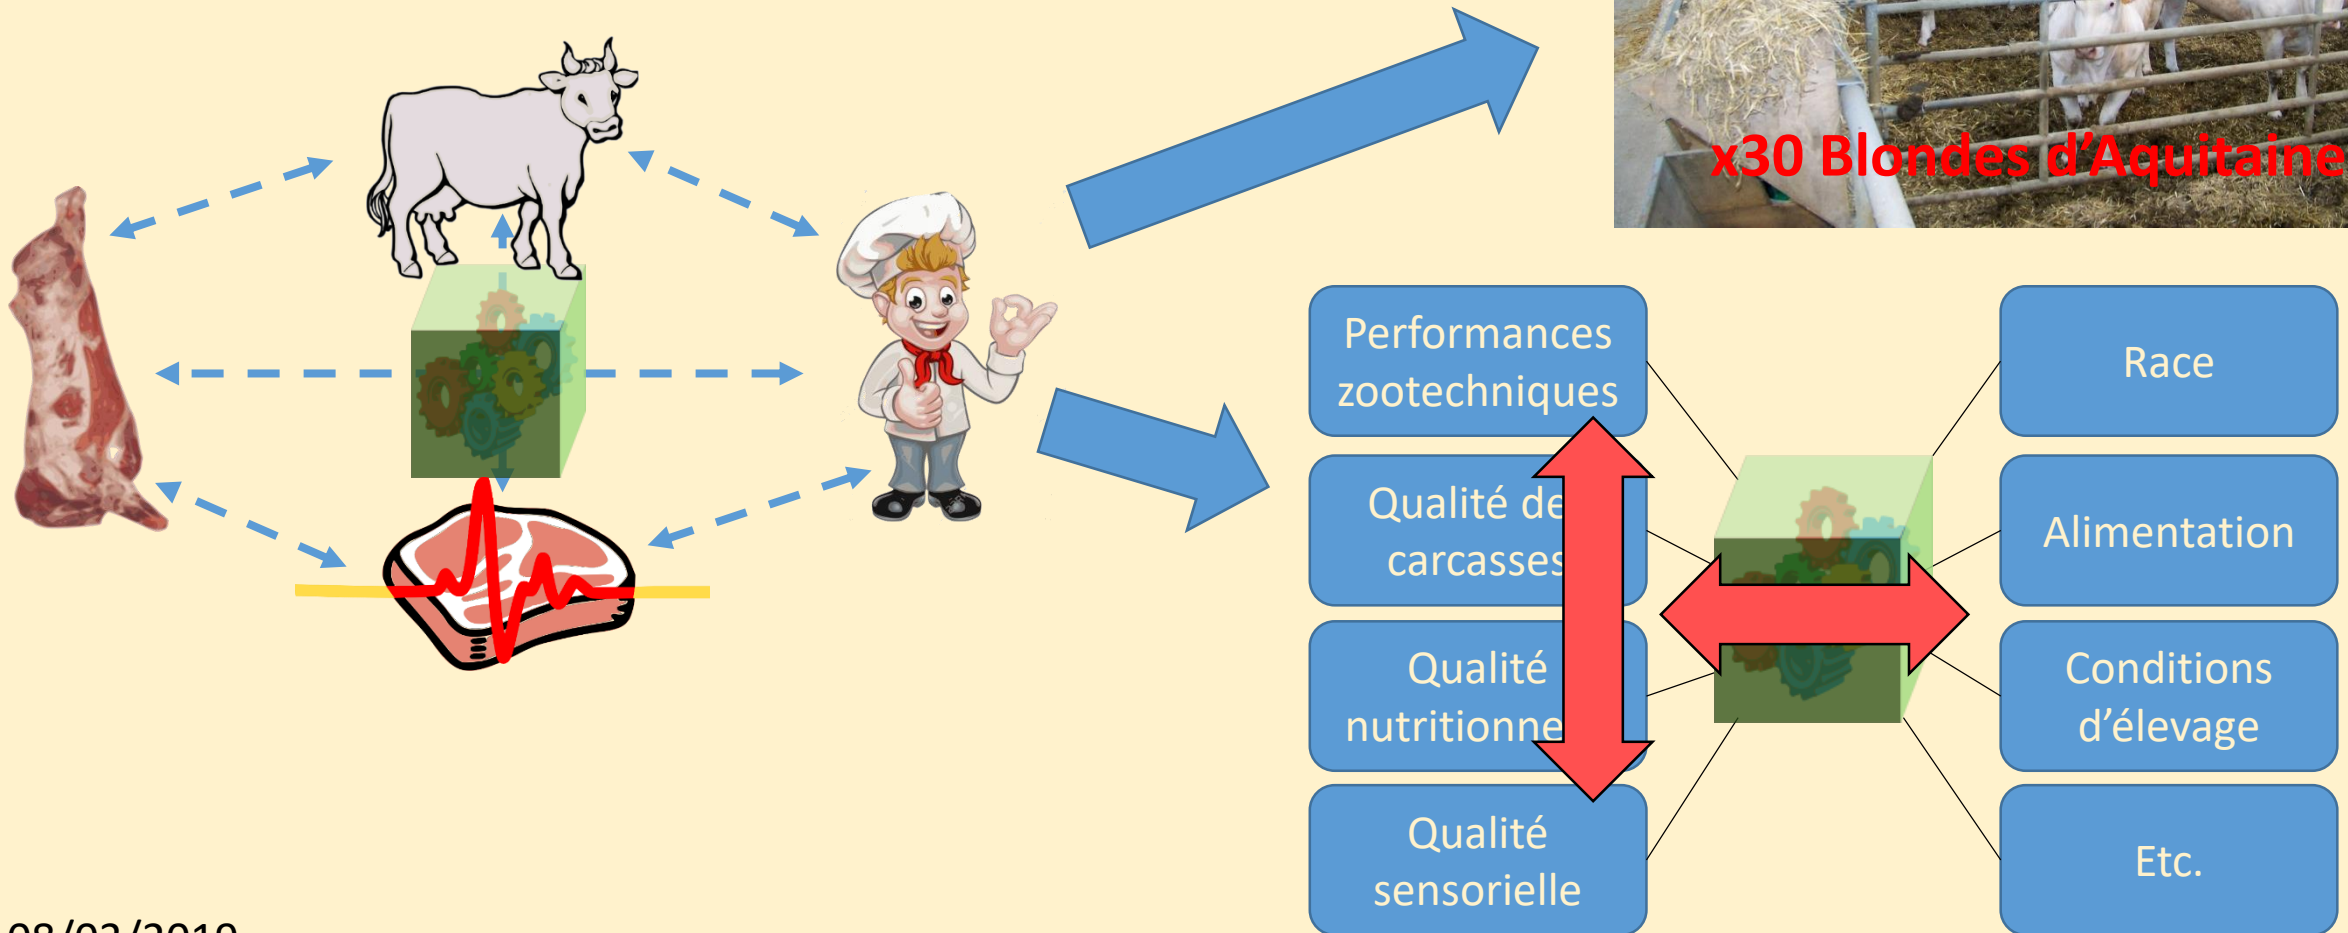 x30 Blondes d'Aquitaine
Performances
zootechniques
Qualité de
carcasses
Qualité
nutritionne
Qualité
sensorielle
Race
Alimentation
Conditions
d'élevage
Etc.